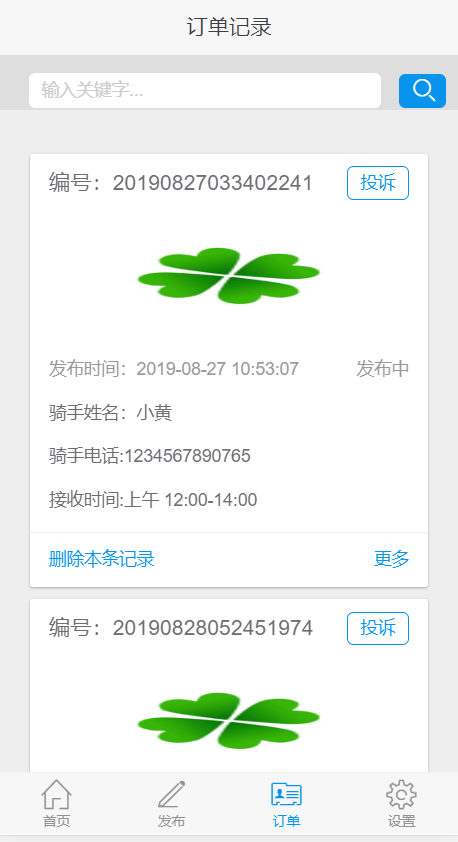 订单记录
输入关键字...
编号：20190827033402241
投诉
发布时间：2019-08-27 10:53:07
发布中
骑手姓名：小黄
骑手电话:1234567890765
接收时间:上午 12:00-14:00
删除本条记录
更多
编号：20190828052451974
投诉
首页
发布
订单
设置